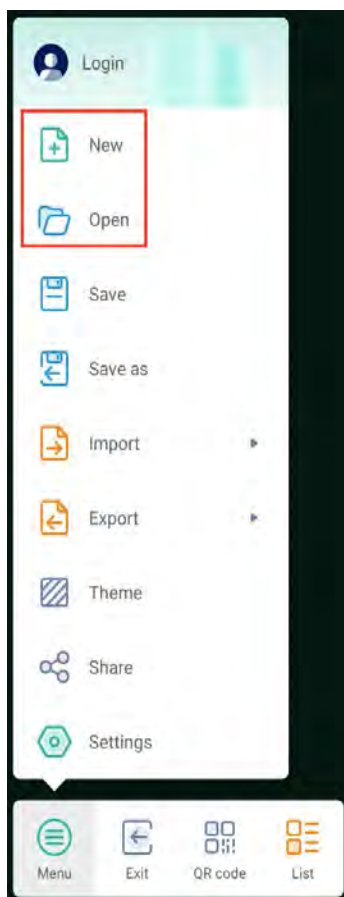 Login
New
Open
Save
Save as
Import
Export
Theme
Share
Settings
Menu Exit QR code List